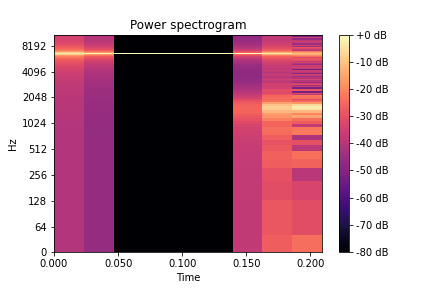 Power spectrogram
Hz
8192
4096
2048
1024
512
256
128
64
0
0.000 0.050 0.100 0.150 0.200
Time
+0 dB
-10 dB
-20 dB
-30 dB
-40 dB
-50 dB
-60 dB
-70 dB
-80 dB